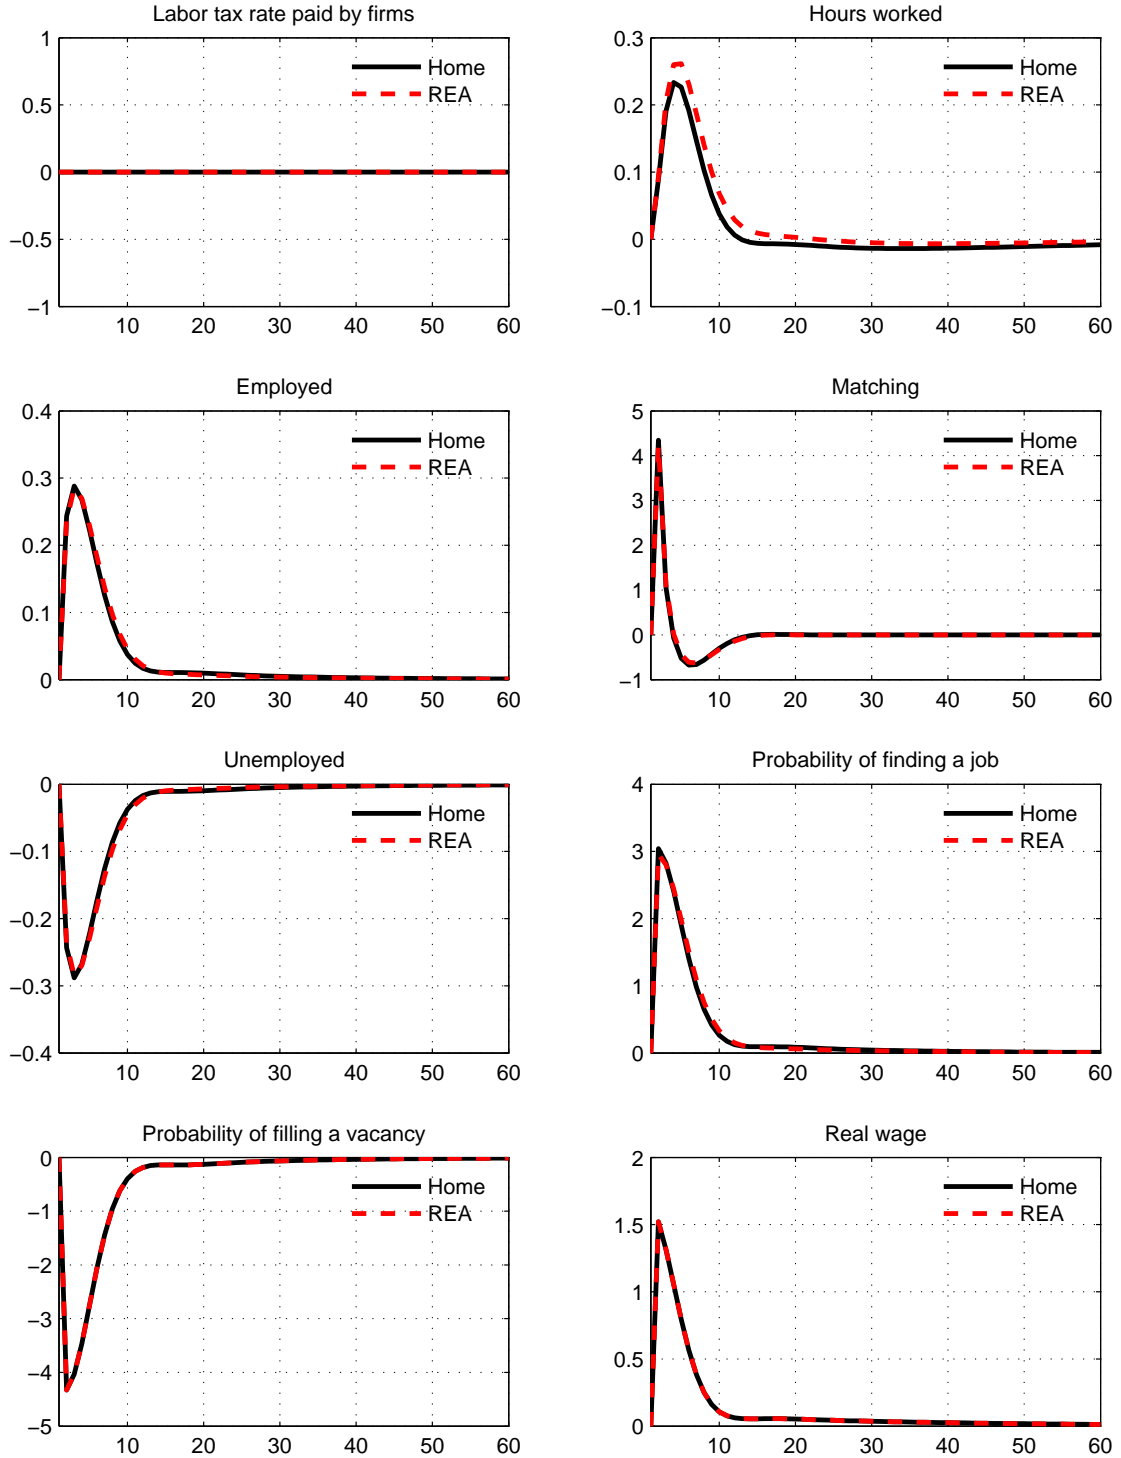 Labor tax rate paid by firms
1
0.5
0
−0.5
−1
10 20 30 40 50 60
Home
REA
Hours worked
0.3
0.2
0.1
0
−0.1
10 20 30 40 50 60
Home
REA
Employed
0.4
0.3
0.2
0.1
0
10 20 30 40 50 60
Home
REA
Matching
5
4
3
2
1
0
−1
10 20 30 40 50 60
Home
REA
Unemployed
0
−0.1
−0.2
−0.3
−0.4
10 20 30 40 50 60
Home
REA
Probability of finding a job
4
3
2
1
0
10 20 30 40 50 60
Home
REA
Probability of filling a vacancy
0
−1
−2
−3
−4
−5
10 20 30 40 50 60
Home
REA
Real wage
2
1.5
1
0.5
0
10 20 30 40 50 60
Home
REA